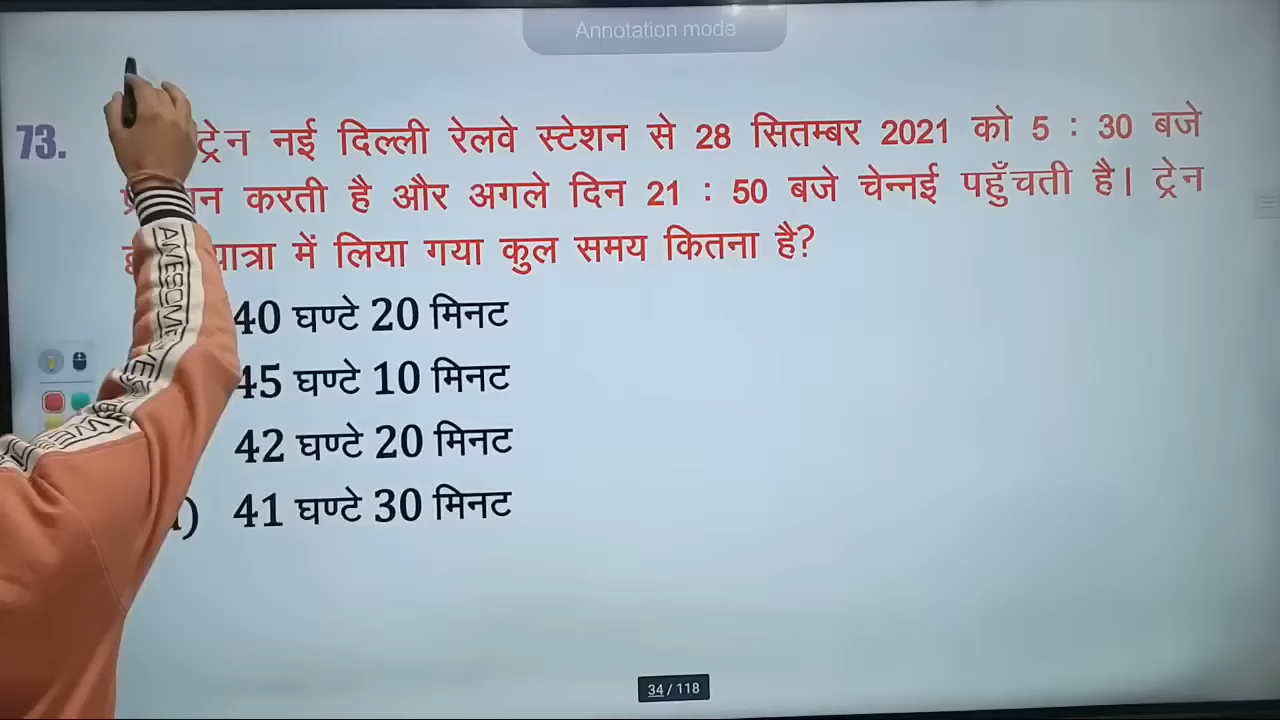 Annotation mode
73. ट्रेन नई दिल्ली रेलवे स्टेशन से 28 सितम्बर 2021 को 5 : 30 बजे
करती है और अगले दिन 21 : 50 बजे चेन्नई पहुँचती है। ट्रेन
में लिया गया कुल समय कितना है?
40 घण्टे 20 मिनट
45 घण्टे 10 मिनट
42 घण्टे 20 मिनट
41 घण्टे 30 मिनट
AWESOME
34 / 118